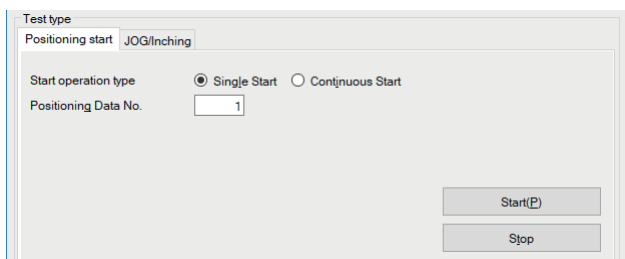 Test type
Positioning start JOG/Inching
Start operation type Single Start Continuous Start
Positioning Data No. 1
Start(P)
Stop